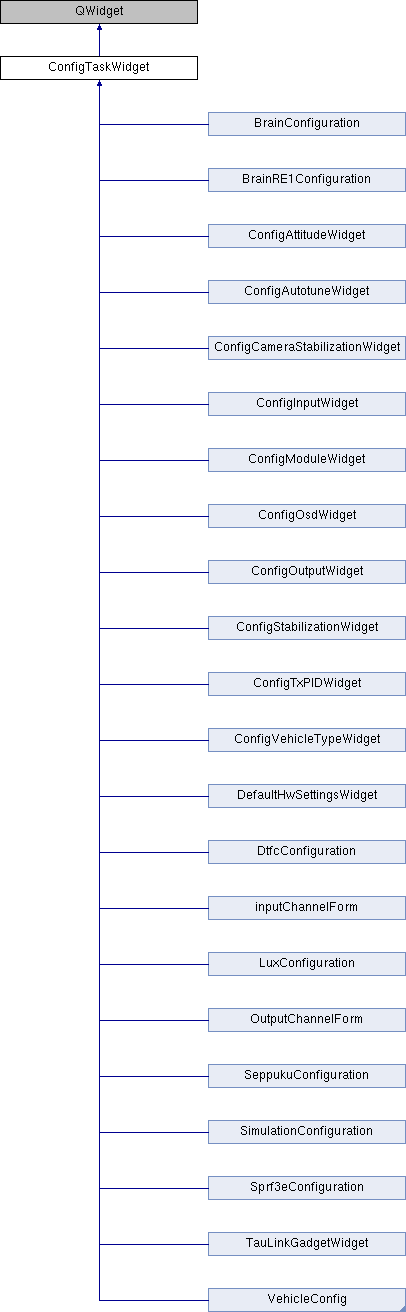 QWidget
ConfigTaskWidget
BrainConfiguration
BrainRE1Configuration
ConfigAttitudeWidget
ConfigAutotuneWidget
ConfigCameraStabilizationWidget
ConfigInputWidget
ConfigModuleWidget
ConfigOsdWidget
ConfigOutputWidget
ConfigStabilizationWidget
ConfigTxPIDWidget
ConfigVehicleTypeWidget
DefaultHwSettingsWidget
DtfcConfiguration
inputChannelForm
LuxConfiguration
OutputChannelForm
SeppukuConfiguration
SimulationConfiguration
Sprf3eConfiguration
TauLinkGadgetWidget
VehicleConfig